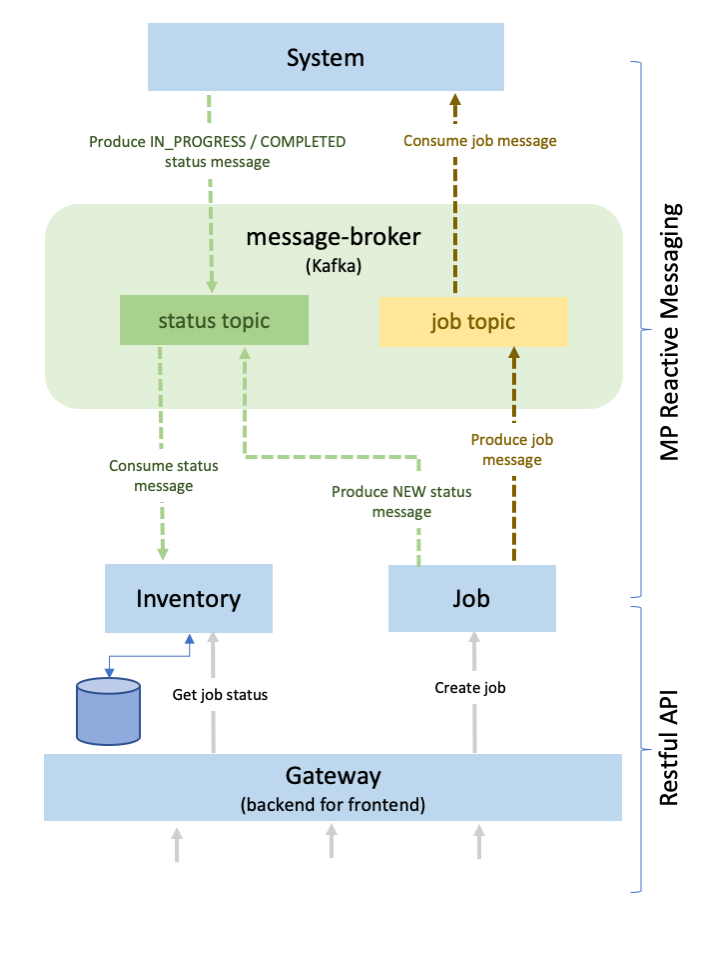 System
Produce IN_PROGRESS / COMPLETED
status message
Consume job message
message-broker
(Kafka)
status topic
job topic
Consume status
message
Produce NEW status
message
Produce job
message
Inventory
Job
Get job status
Create job
Gateway
(backend for frontend)
MP Reactive Messaging
Restful API